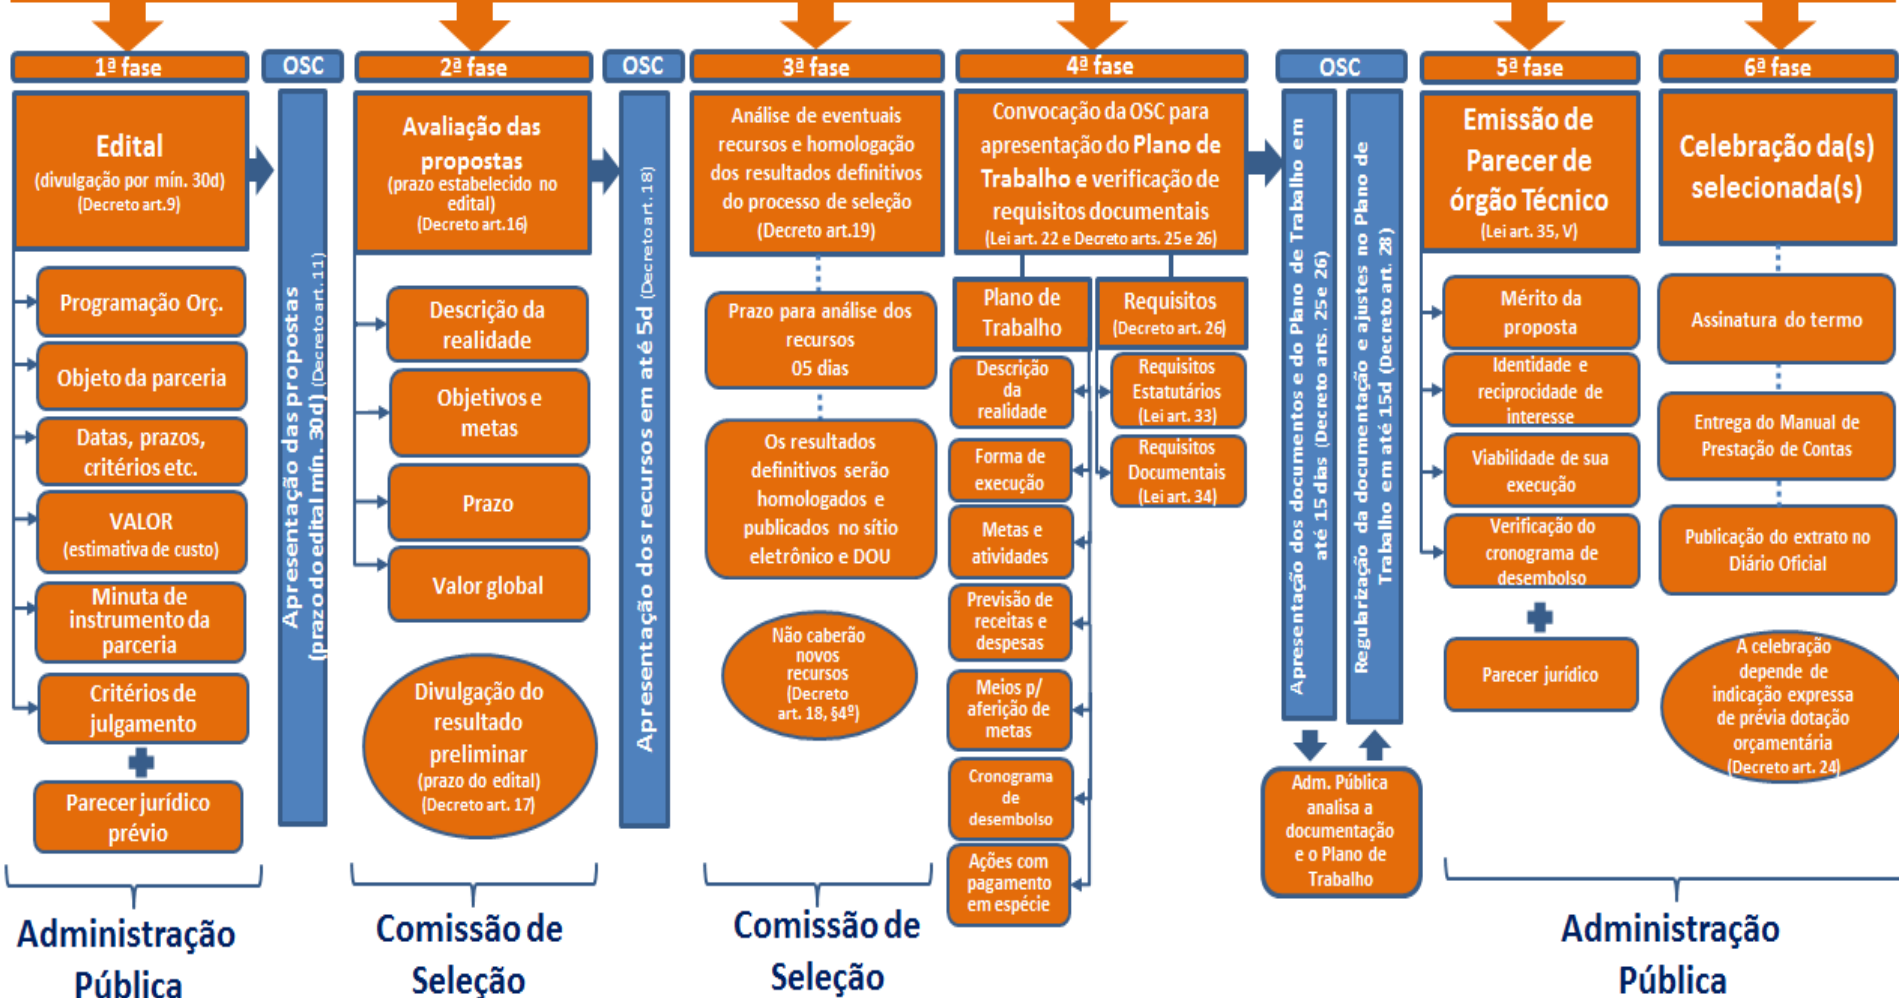 1ª fase
Edital
(divulgação por mín. 30d)
(Decreto art.9)
Programação Orç.
Objeto da parceria
Datas, prazos,
critérios etc.
VALOR
(estimativa de custo)
Minuta de
instrumento da
parceria
Critérios de
julgamento
Parecer jurídico
prévio
Administração
Pública
OSC
Apresentação das propostas
(prazo do edital mín. 30d) (Decreto art. 11)
2ª fase
Avaliação das
propostas
(prazo estabelecido no
edital)
(Decreto art.16)
Descrição da
realidade
Objetivos e
metas
Prazo
Valor global
Divulgação do
resultado
preliminar
(prazo do edital)
(Decreto art. 17)
Comissão de
Seleção
OSC
Apresentação dos recursos em até 5d (Decreto art. 18)
3ª fase
Análise de eventuais
recursos e homologação
dos resultados definitivos
do processo de seleção
(Decreto art.19)
Prazo para análise dos
recursos
05 dias
Os resultados
definitivos serão
homologados e
publicados no sítio
eletrônico e DOU
Não caberão
novos
recursos
(Decreto
art. 18, §4º)
Comissão de
Seleção
4ª fase
Convocação da OSC para
apresentação do Plano de
Trabalho e verificação de
requisitos documentais
(Lei art. 22 e Decreto arts. 25 e 26)
Plano de
Trabalho
Descrição
da
realidade
Forma de
execução
Metas e
atividades
Previsão de
receitas e
despesas
Meios p/
aferição de
metas
Cronograma
de
desembolso
Ações com
pagamento
em espécie
Requisitos
(Decreto art. 26)
Requisitos
Estatutários
(Lei art. 33)
Requisitos
Documentais
(Lei art. 34)
OSC
Apresentação dos documentos e do Plano de Trabalho em
até 15 dias (Decreto arts. 25 e 26)
Regularização da documentação e ajustes no Plano de
Trabalho em até 15d (Decreto art. 28)
Adm. Pública
analisa a
documentação
e o Plano de
Trabalho
5ª fase
Emissão de
Parecer de
órgão Técnico
(Lei art. 35, V)
Mérito da
proposta
Identidade e
reciprocidade de
interesse
Viabilidade de sua
execução
Verificação do
cronograma de
desembolso
Parecer jurídico
6ª fase
Celebração da(s)
selecionada(s)
Assinatura do termo
Entrega do Manual de
Prestação de Contas
Publicação do extrato no
Diário Oficial
A celebração
depende de
indicação expressa
de prévia dotação
orçamentária
(Decreto art. 24)
Administração
Pública